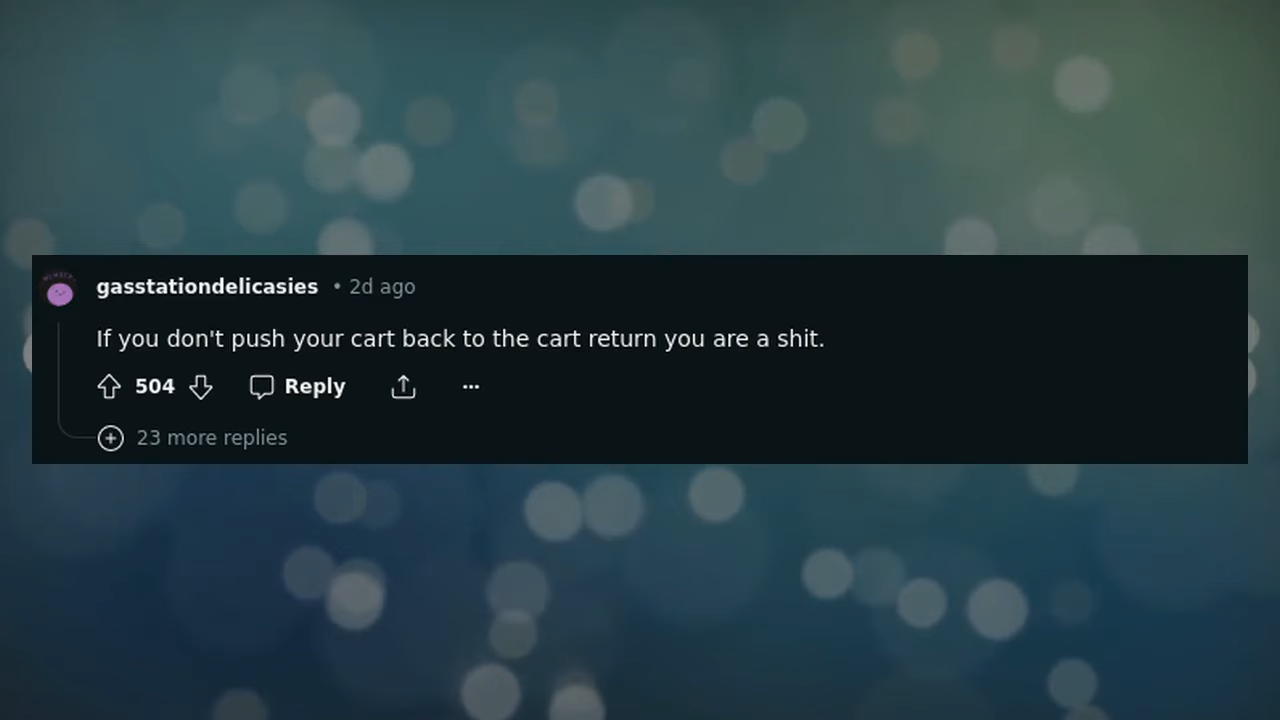 gasstationdelicasies • 2d ago
If you don't push your cart back to the cart return you are a shit.
504 Reply
23 more replies